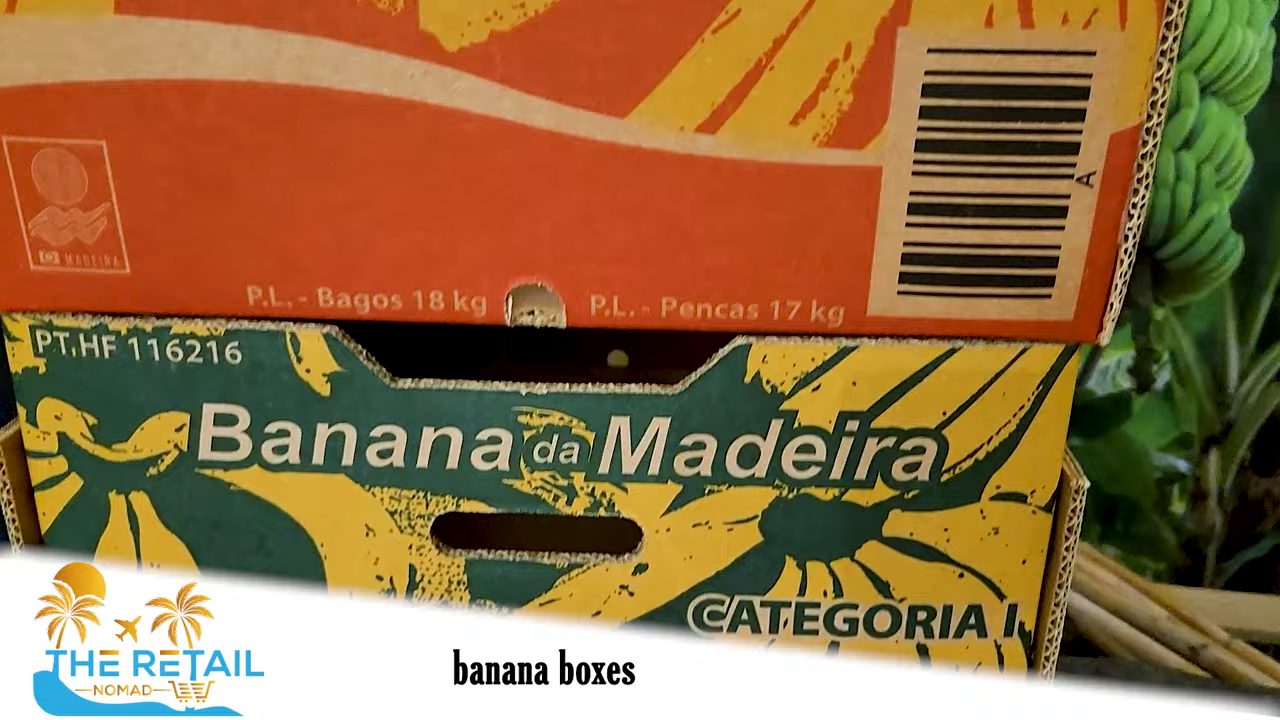 A
MADEIRA
P.L. - Bagos 18 kg
P.L. - Pencas 17 kg
PT.HF 116216
Banana da Madeira
CATEGORIA I
THE RETAIL
NOMAD
banana boxes